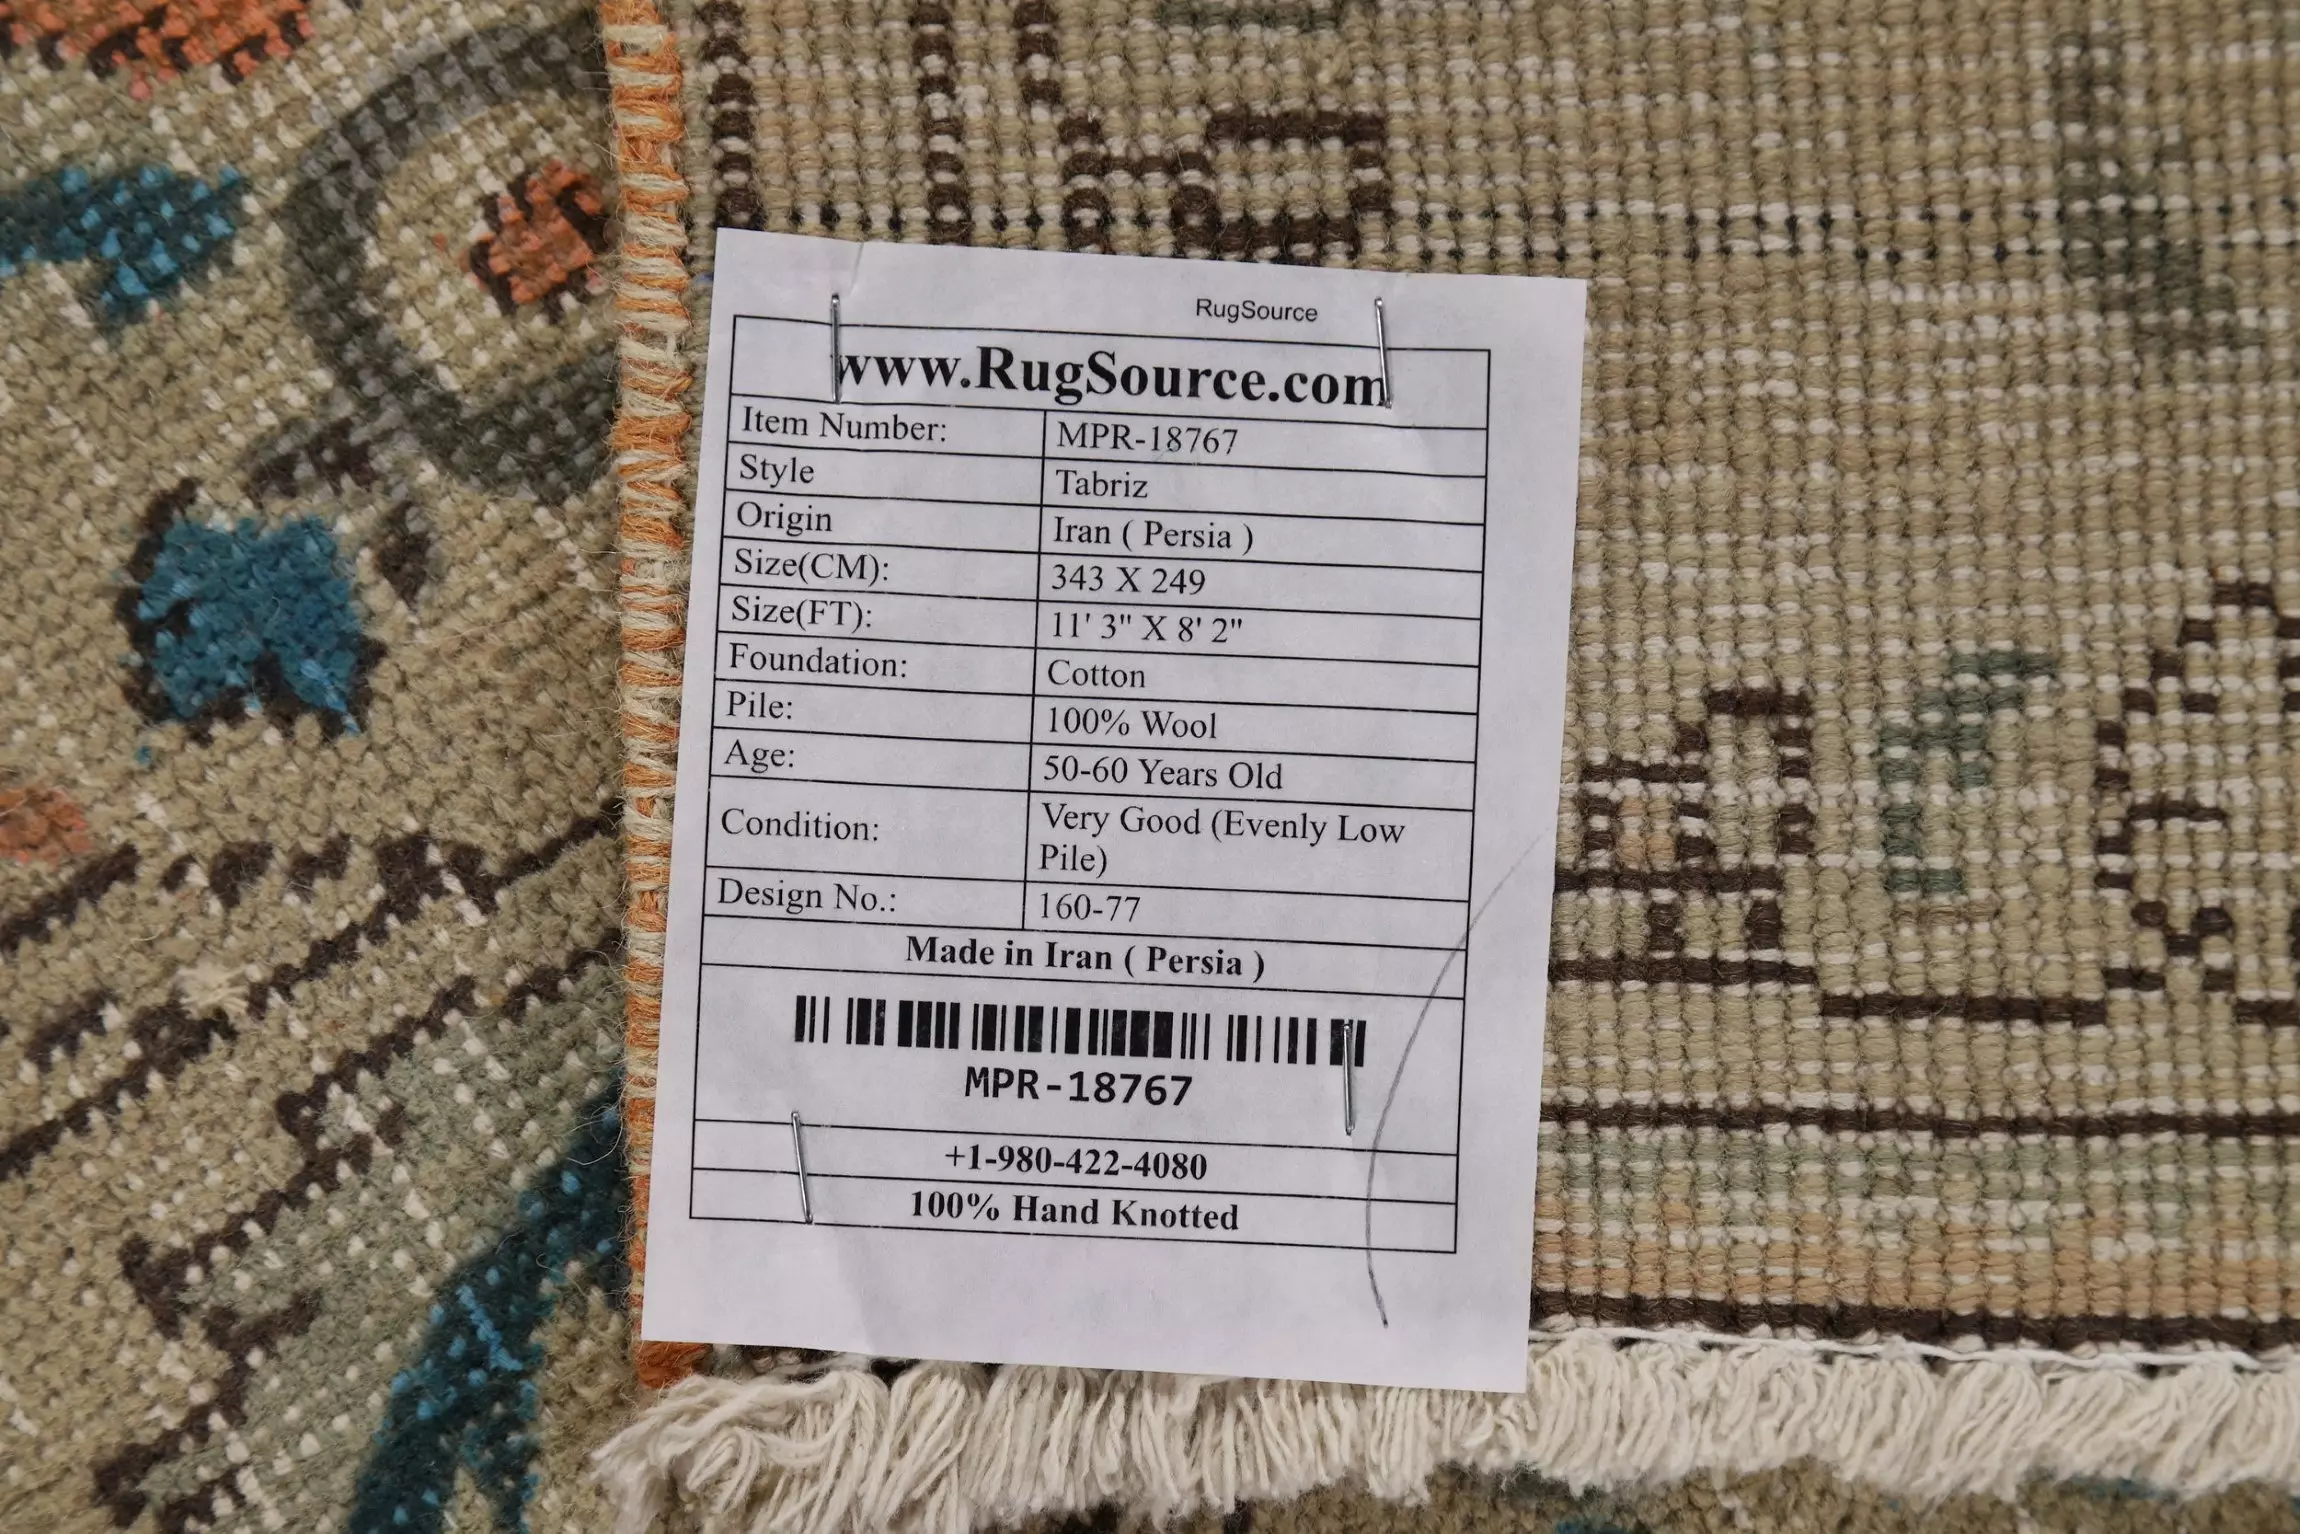 RugSource
www.RugSource.com
Item Number: MPR-18767
Style Tabriz
Origin Iran ( Persia )
Size(CM): 343 X 249
Size(FT): 11' 3" X 8' 2"
Foundation: Cotton
Pile: 100% Wool
Age: 50-60 Years Old
Condition: Very Good (Evenly Low
Pile)
Design No.: 160-77
Made in Iran ( Persia )
MPR-18767
+1-980-422-4080
100% Hand Knotted